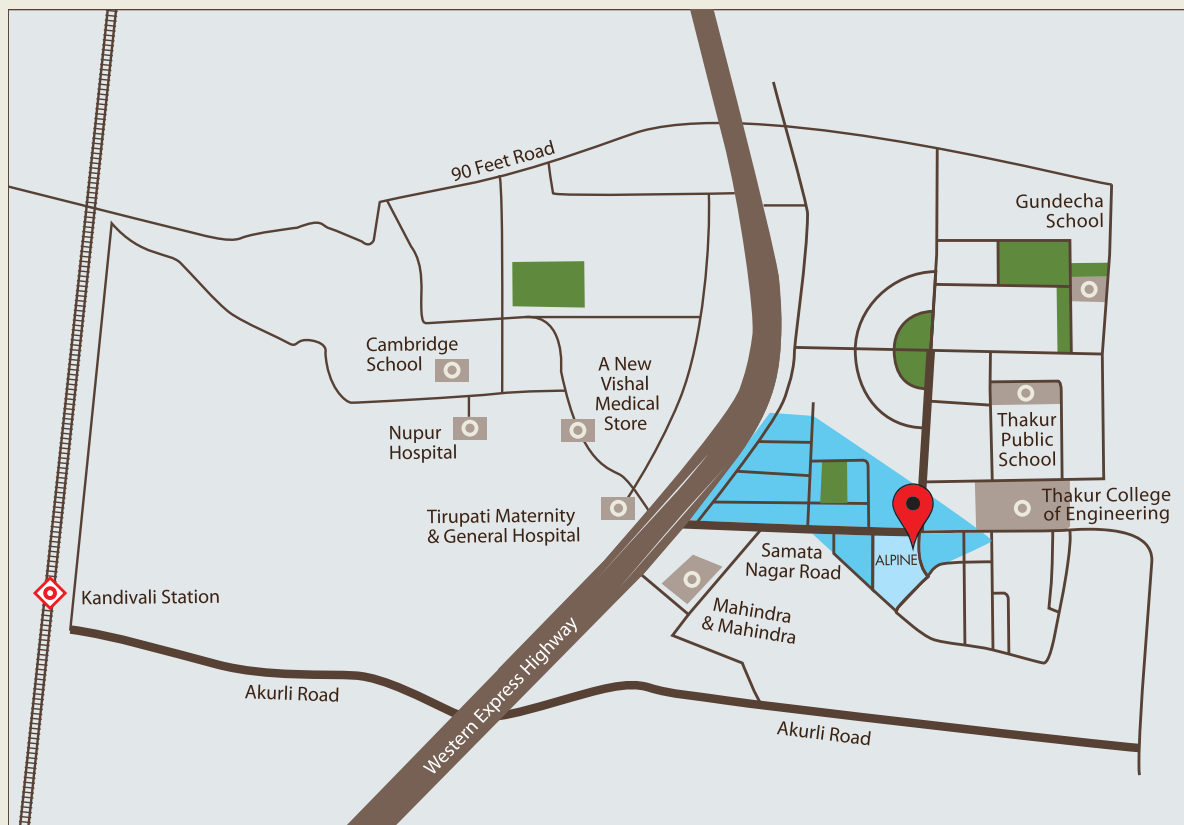 90 Feet Road
Gundecha
School
Cambridge
School
A New
Vishal
Medical
Store
Nupur
Hospital
Thakur
Public
School
Thakur College
of Engineering
Tirupati Maternity
& General Hospital
Samata
Nagar Road
ALPINE
Kandivali Station
Mahindra
& Mahindra
Western Express Highway
Akurli Road
Akurli Road